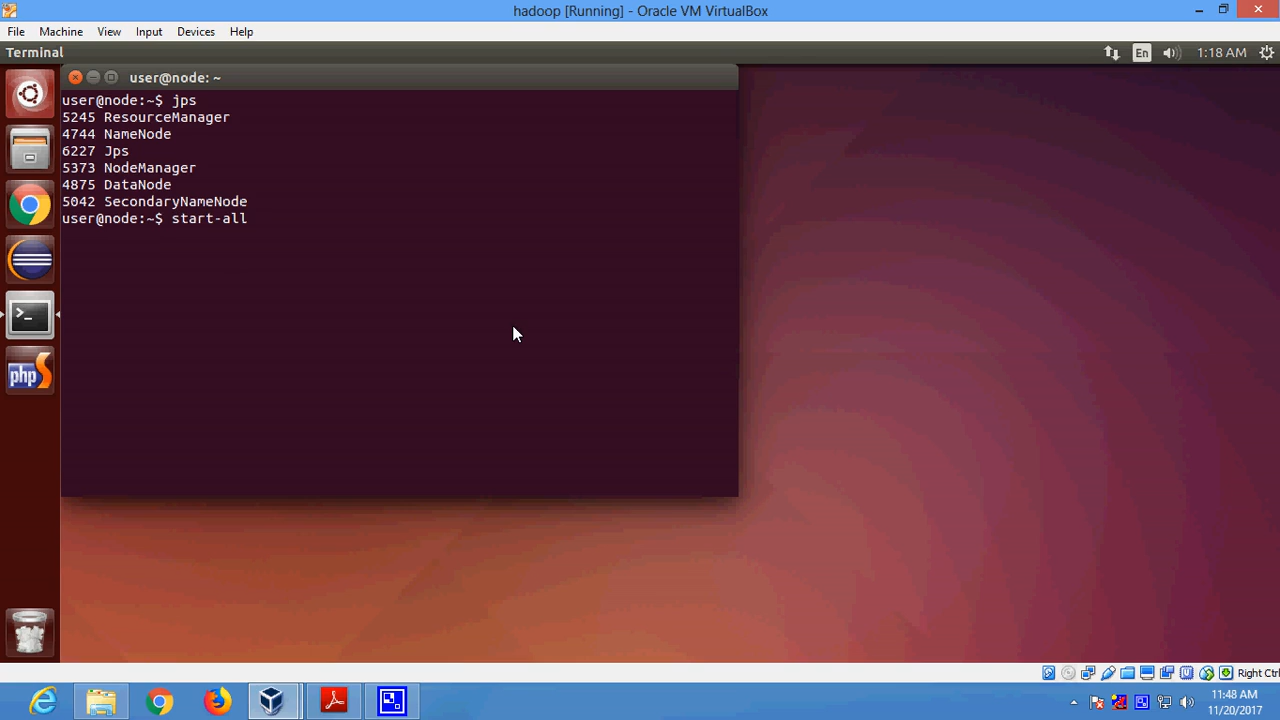 hadoop [Running] - Oracle VM VirtualBox
File Machine View Input Devices Help
Terminal
En
1:18 AM
user@node: ~
user@node:~$ jps
5245 ResourceManager
4744 NameNode
6227 Jps
5373 NodeManager
4875 DataNode
5042 SecondaryNameNode
user@node:~$ start-all
php
Right Ctrl
11:48 AM
11/20/2017